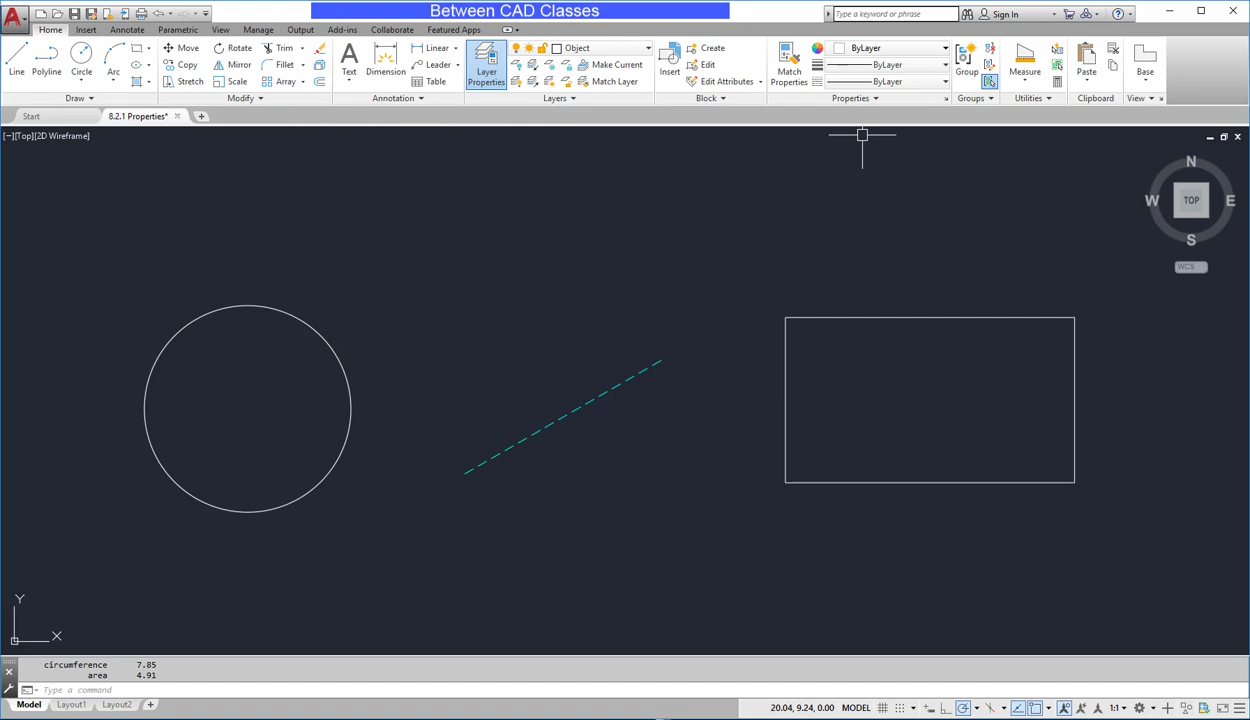 Between CAD Classes
Type a keyword or phrase
Sign In
Home Insert Annotate Parametric View Manage Output Add-ins Collaborate Featured Apps
Line Polyline Circle Arc
Move Rotate Trim
Copy Mirror Fillet
Stretch Scale Array
Text Dimension
Linear
Leader
Table
Layer Properties
Object
Make Current
Match Layer
Insert
Create
Edit
Edit Attributes
Match Properties
ByLayer
ByLayer
ByLayer
Group
Measure
Paste
Base
Draw Modify Annotation Layers Block Properties Groups Utilities Clipboard View
Start 8.2.1 Properties*
[−][Top][2D Wireframe]
N
W TOP E
S
WCS
Y
X
circumference 7.85
area 4.91
Type a command
Model Layout1 Layout2
20.04, 9.24, 0.00 MODEL 1:1